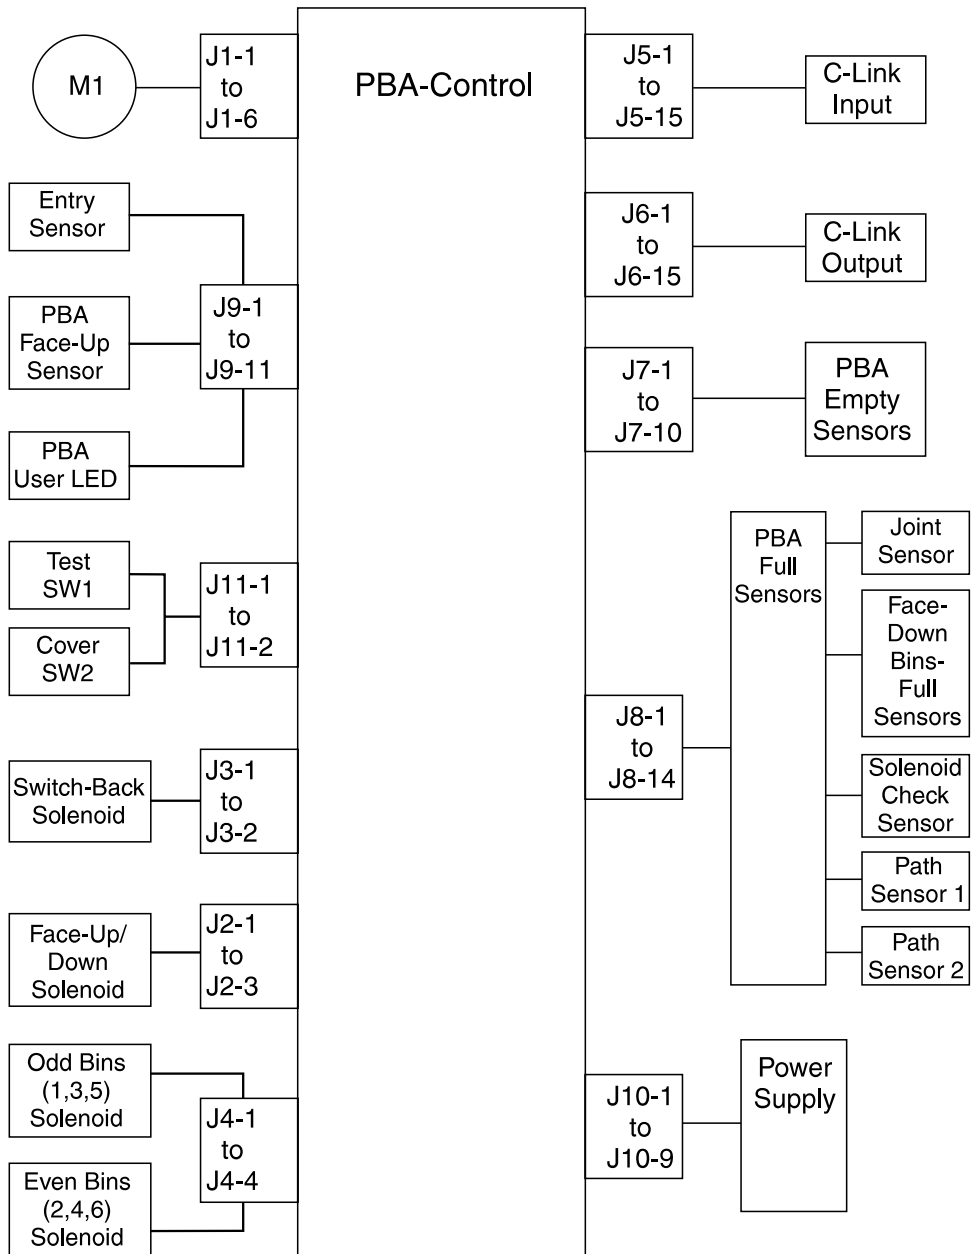 M1
J1-1
to
J1-6
PBA-Control
J5-1
to
J5-15
C-Link
Input
Entry
Sensor
J6-1
to
J6-15
C-Link
Output
PBA
Face-Up
Sensor
J9-1
to
J9-11
J7-1
to
J7-10
PBA
Empty
Sensors
PBA
User LED
Test
SW1
Cover
SW2
J11-1
to
J11-2
PBA
Full
Sensors
Joint
Sensor
Face-
Down
Bins-
Full
Sensors
J8-1
to
J8-14
Solenoid
Check
Sensor
Path
Sensor 1
Path
Sensor 2
Switch-Back
Solenoid
J3-1
to
J3-2
Face-Up/
Down
Solenoid
J2-1
to
J2-3
Odd Bins
(1,3,5)
Solenoid
J4-1
to
J4-4
Even Bins
(2,4,6)
Solenoid
J10-1
to
J10-9
Power
Supply